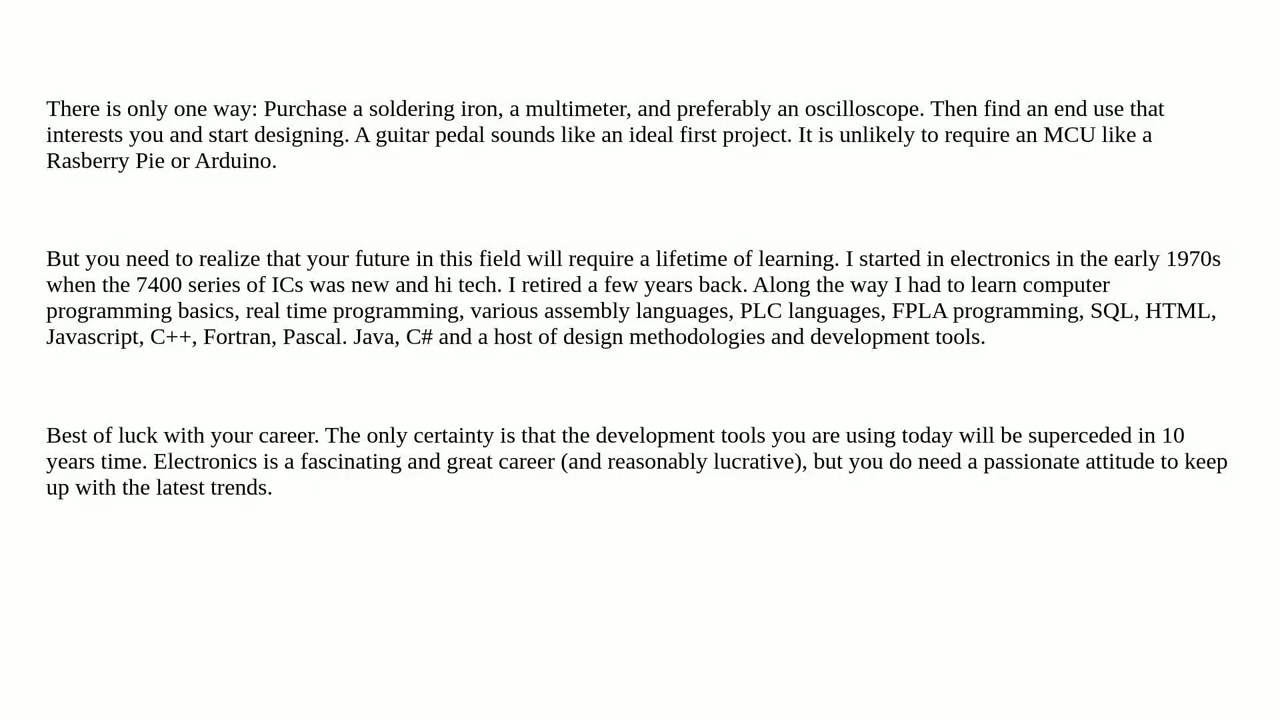 There is only one way: Purchase a soldering iron, a multimeter, and preferably an oscilloscope. Then find an end use that
interests you and start designing. A guitar pedal sounds like an ideal first project. It is unlikely to require an MCU like a
Rasberry Pie or Arduino.
But you need to realize that your future in this field will require a lifetime of learning. I started in electronics in the early 1970s
when the 7400 series of ICs was new and hi tech. I retired a few years back. Along the way I had to learn computer
programming basics, real time programming, various assembly languages, PLC languages, FPLA programming, SQL, HTML,
Javascript, C++, Fortran, Pascal. Java, C# and a host of design methodologies and development tools.
Best of luck with your career. The only certainty is that the development tools you are using today will be superceded in 10
years time. Electronics is a fascinating and great career (and reasonably lucrative), but you do need a passionate attitude to keep
up with the latest trends.